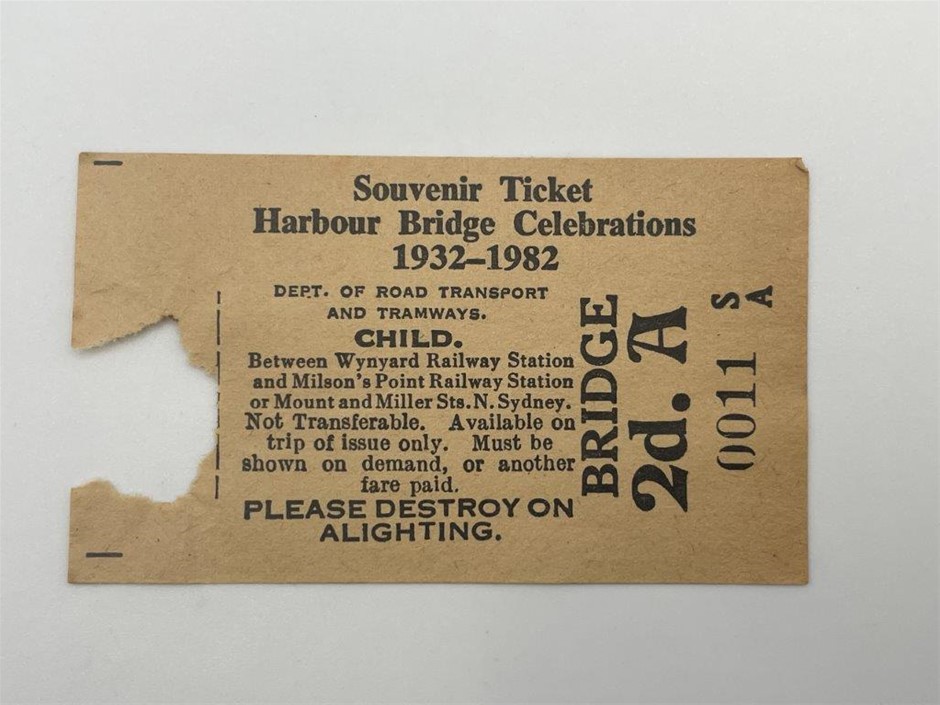 Souvenir Ticket
Harbour Bridge Celebrations
1932–1982
DEPT. OF ROAD TRANSPORT
AND TRAMWAYS.
CHILD.
Between Wynyard Railway Station
and Milson's Point Railway Station
or Mount and Miller Sts. N. Sydney.
Not Transferable. Available on
trip of issue only. Must be
shown on demand, or another
fare paid.
PLEASE DESTROY ON
ALIGHTING.
BRIDGE
2d. A
0011
S
A